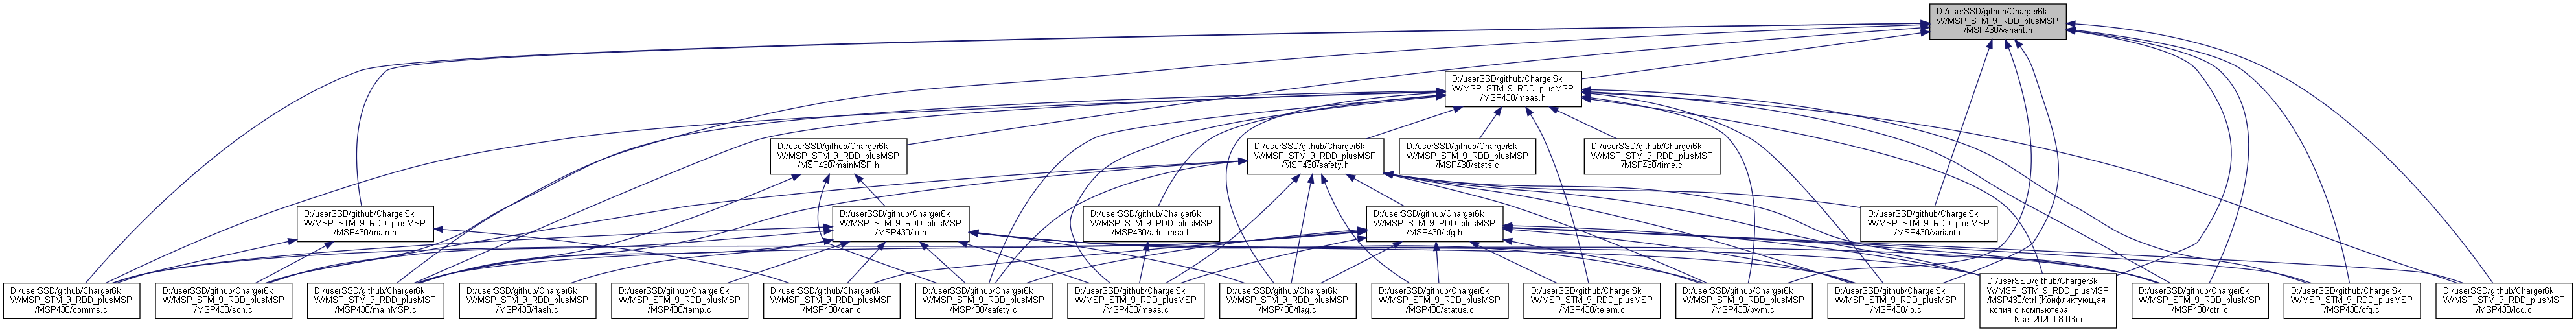 D:/userSSD/github/Charger6k
W/MSP_STM_9_RDD_plusMSP
/MSP430/variant.h
D:/userSSD/github/Charger6k
W/MSP_STM_9_RDD_plusMSP
/MSP430/meas.h
D:/userSSD/github/Charger6k
W/MSP_STM_9_RDD_plusMSP
/MSP430/mainMSP.h
D:/userSSD/github/Charger6k
W/MSP_STM_9_RDD_plusMSP
/MSP430/safety.h
D:/userSSD/github/Charger6k
W/MSP_STM_9_RDD_plusMSP
/MSP430/stats.c
D:/userSSD/github/Charger6k
W/MSP_STM_9_RDD_plusMSP
/MSP430/time.c
D:/userSSD/github/Charger6k
W/MSP_STM_9_RDD_plusMSP
/MSP430/main.h
D:/userSSD/github/Charger6k
W/MSP_STM_9_RDD_plusMSP
/MSP430/io.h
D:/userSSD/github/Charger6k
W/MSP_STM_9_RDD_plusMSP
/MSP430/adc_msp.h
D:/userSSD/github/Charger6k
W/MSP_STM_9_RDD_plusMSP
/MSP430/cfg.h
D:/userSSD/github/Charger6k
W/MSP_STM_9_RDD_plusMSP
/MSP430/variant.c
D:/userSSD/github/Charger6k
W/MSP_STM_9_RDD_plusMSP
/MSP430/comms.c
D:/userSSD/github/Charger6k
W/MSP_STM_9_RDD_plusMSP
/MSP430/sch.c
D:/userSSD/github/Charger6k
W/MSP_STM_9_RDD_plusMSP
/MSP430/mainMSP.c
D:/userSSD/github/Charger6k
W/MSP_STM_9_RDD_plusMSP
/MSP430/flash.c
D:/userSSD/github/Charger6k
W/MSP_STM_9_RDD_plusMSP
/MSP430/temp.c
D:/userSSD/github/Charger6k
W/MSP_STM_9_RDD_plusMSP
/MSP430/can.c
D:/userSSD/github/Charger6k
W/MSP_STM_9_RDD_plusMSP
/MSP430/safety.c
D:/userSSD/github/Charger6k
W/MSP_STM_9_RDD_plusMSP
/MSP430/meas.c
D:/userSSD/github/Charger6k
W/MSP_STM_9_RDD_plusMSP
/MSP430/flag.c
D:/userSSD/github/Charger6k
W/MSP_STM_9_RDD_plusMSP
/MSP430/status.c
D:/userSSD/github/Charger6k
W/MSP_STM_9_RDD_plusMSP
/MSP430/telem.c
D:/userSSD/github/Charger6k
W/MSP_STM_9_RDD_plusMSP
/MSP430/pwm.c
D:/userSSD/github/Charger6k
W/MSP_STM_9_RDD_plusMSP
/MSP430/io.c
D:/userSSD/github/Charger6k
W/MSP_STM_9_RDD_plusMSP
/MSP430/ctrl (Конфликтующая
копия с компьютера
Nsel 2020-08-03).c
D:/userSSD/github/Charger6k
W/MSP_STM_9_RDD_plusMSP
/MSP430/ctrl.c
D:/userSSD/github/Charger6k
W/MSP_STM_9_RDD_plusMSP
/MSP430/cfg.c
D:/userSSD/github/Charger6k
W/MSP_STM_9_RDD_plusMSP
/MSP430/lcd.c